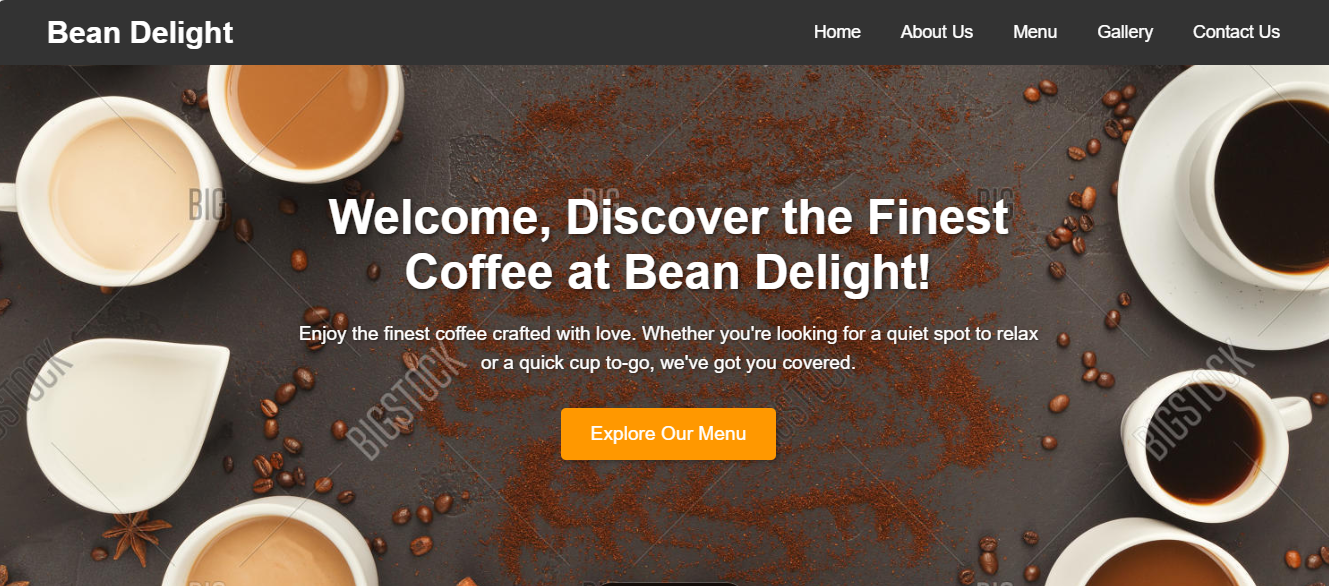 Bean Delight
Home
About Us
Menu
Gallery
Contact Us
BIG
BIG
BIG
Welcome, Discover the Finest
Coffee at Bean Delight!
Enjoy the finest coffee crafted with love. Whether you're looking for a quiet spot to relax
or a quick cup to-go, we've got you covered.
BIGSTOCK
BIGSTOCK
BIGSTOCK
BIGSTOCK
Explore Our Menu
BIG
BIG